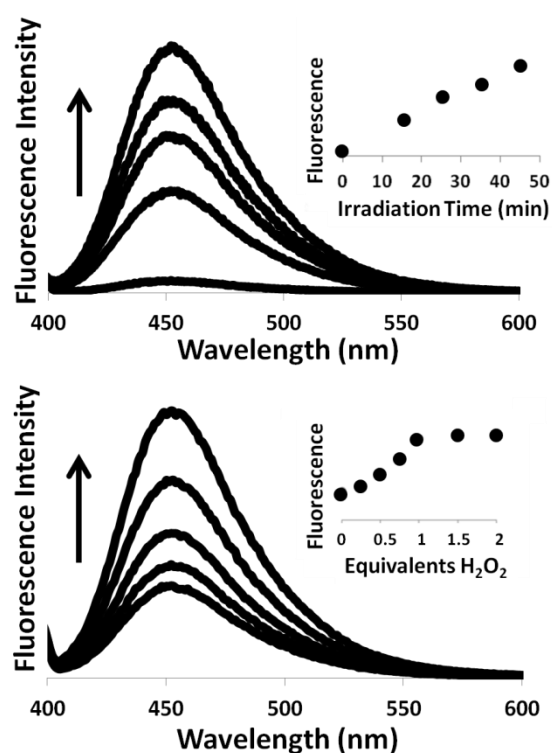 Fluorescence Intensity
Fluorescence
0 10 20 30 40 50
Irradiation Time (min)
400 450 500 550 600
Wavelength (nm)
Fluorescence Intensity
Fluorescence
0 0.5 1 1.5 2
Equivalents H₂O₂
400 450 500 550 600
Wavelength (nm)